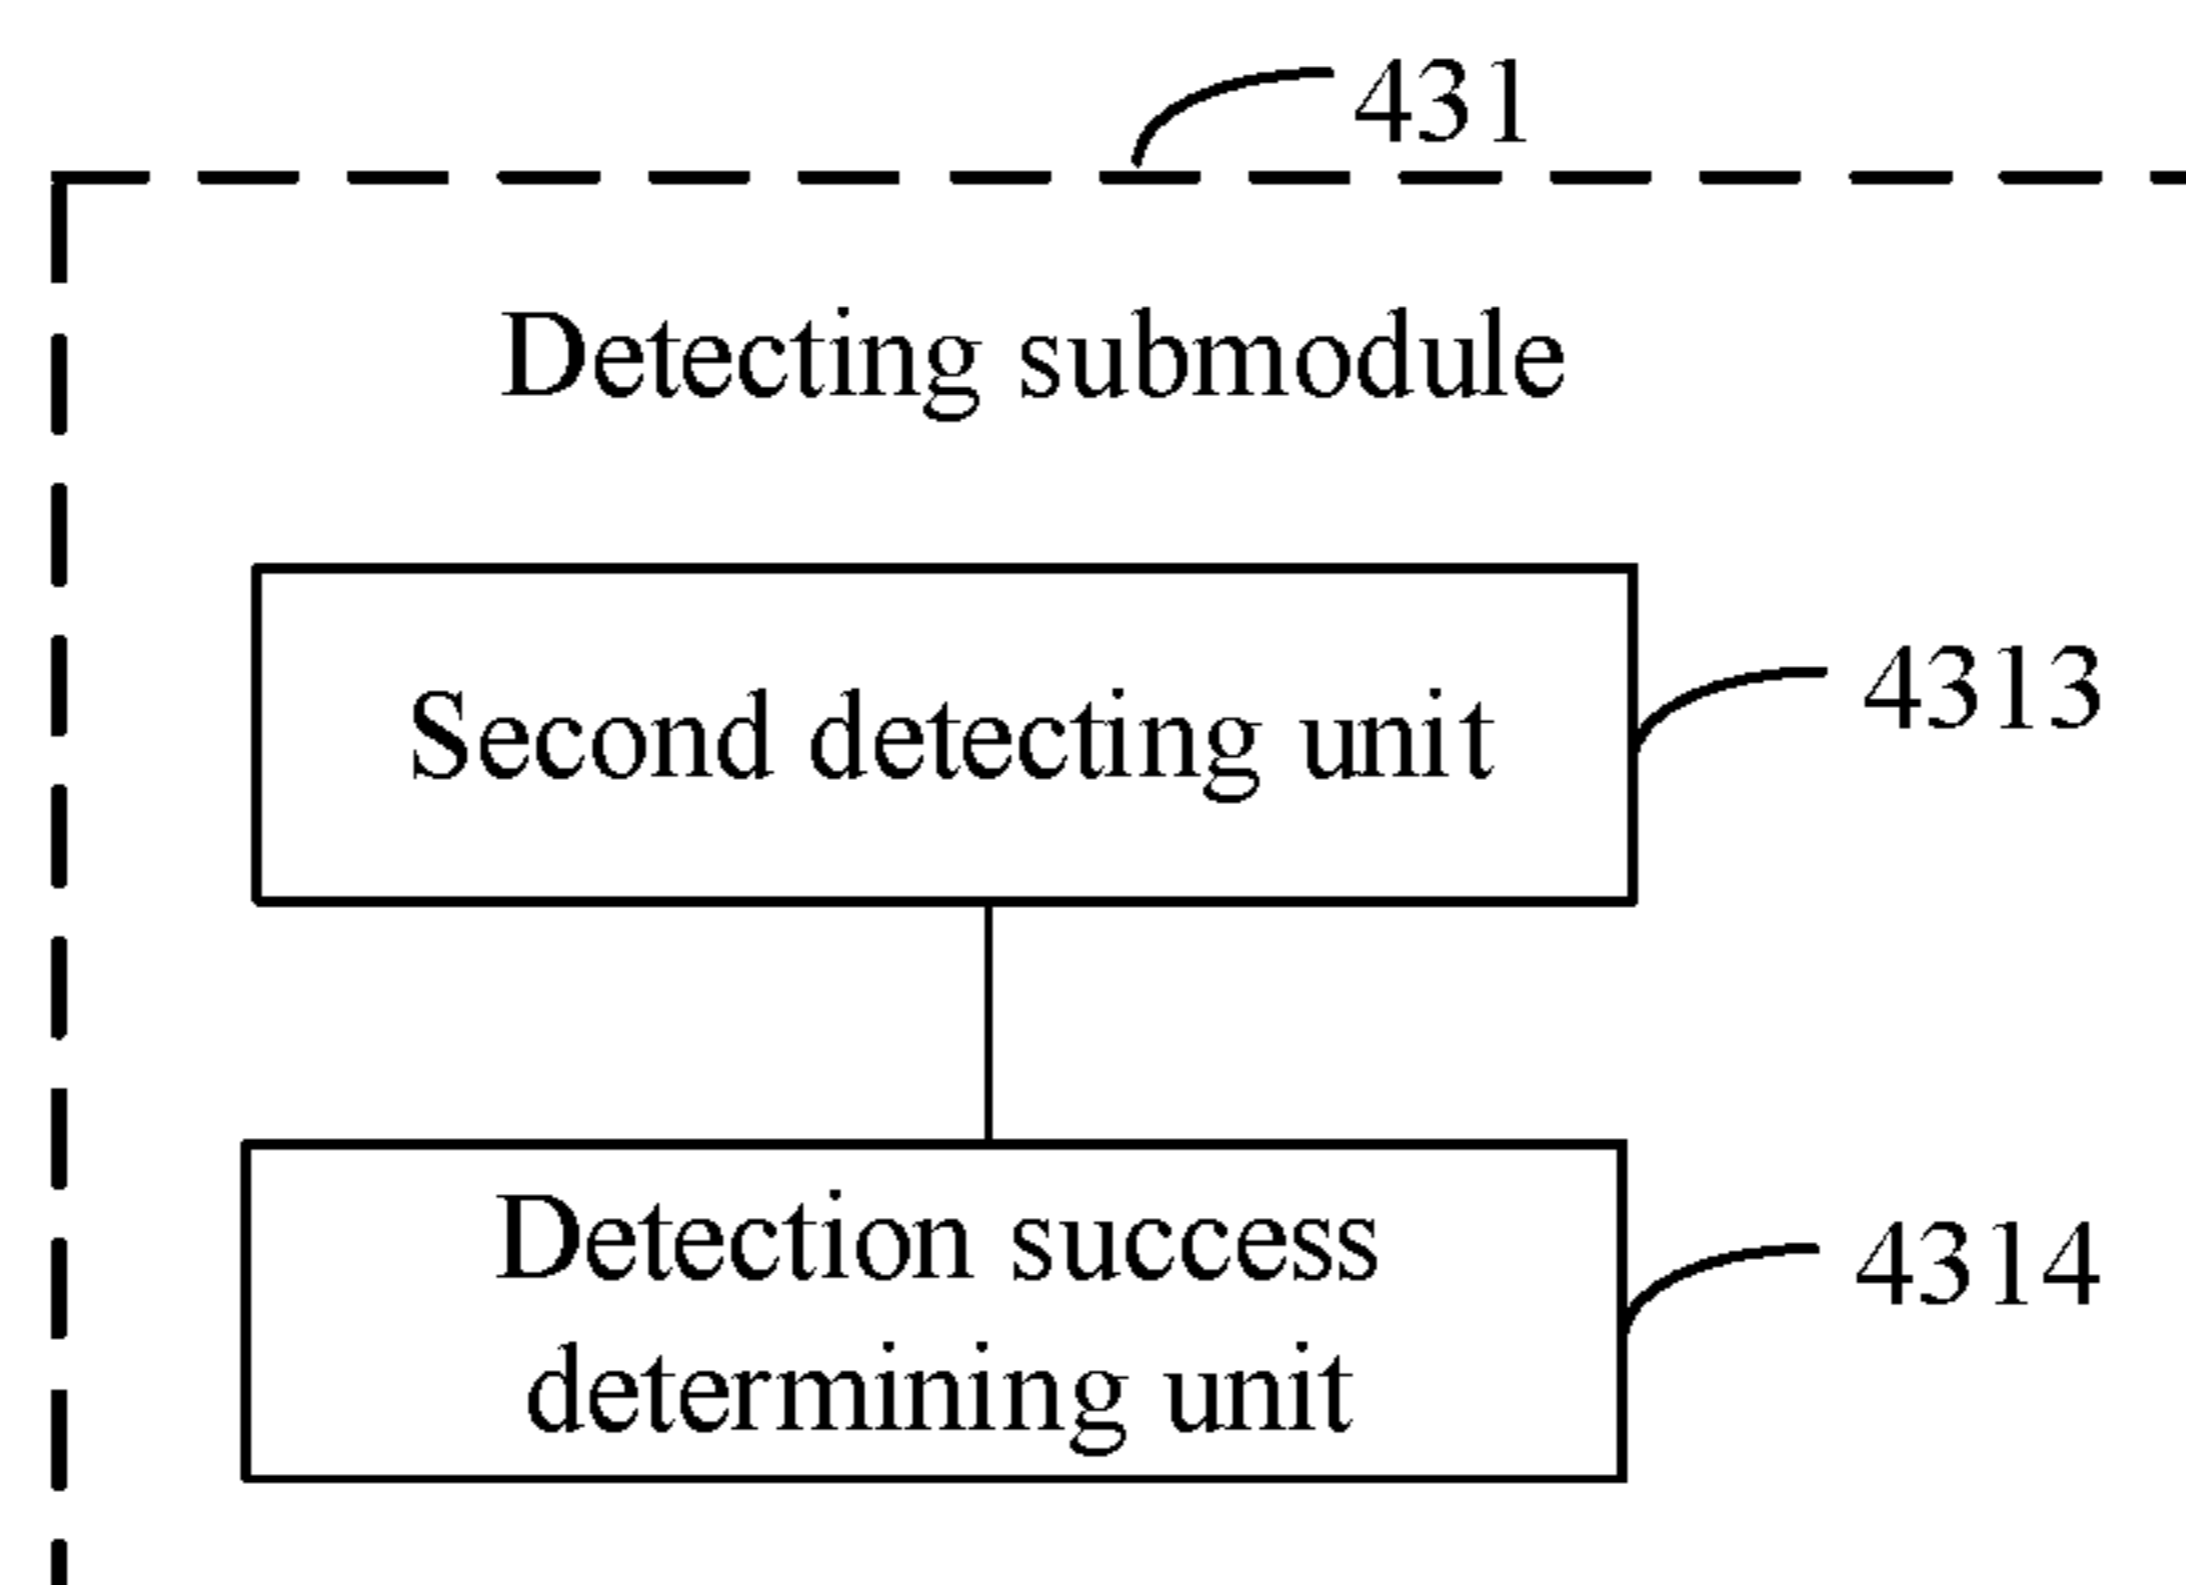 431
Detecting submodule
Second detecting unit
4313
Detection success
determining unit
4314